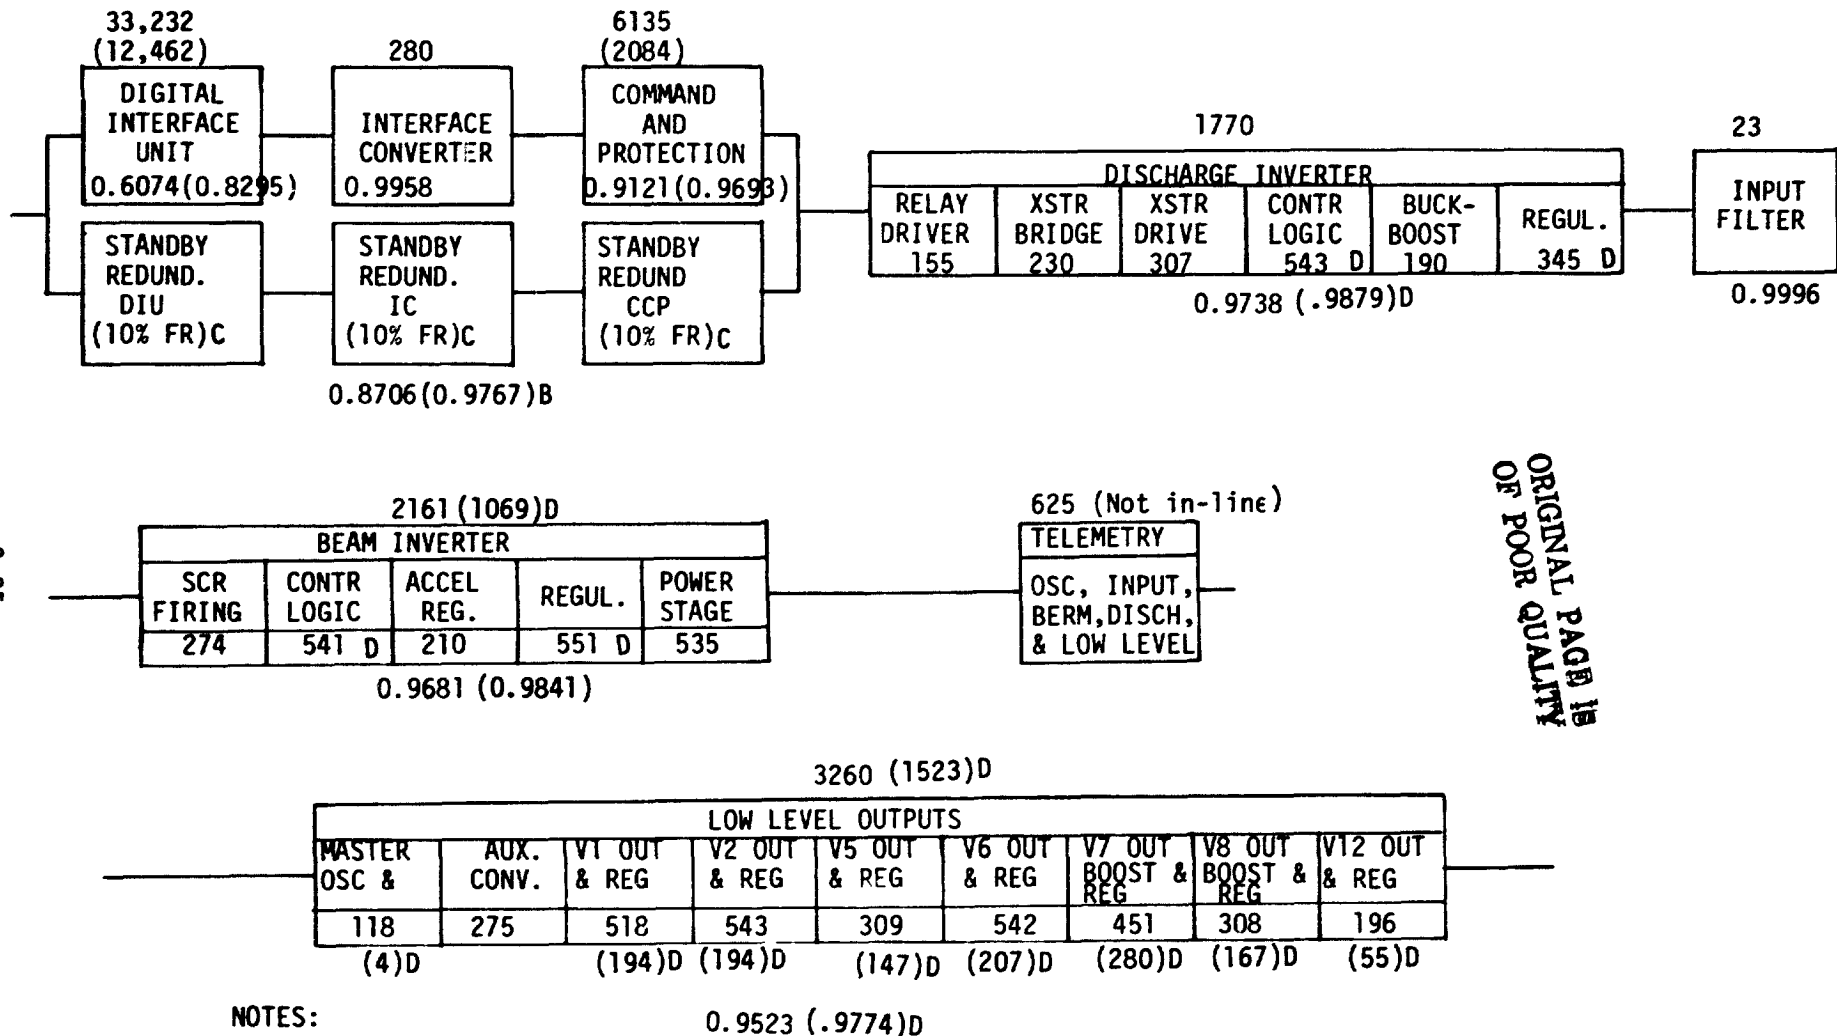 33,232
(12,462)
280
6135
(2084)
DIGITAL
INTERFACE
UNIT
0.6074(0.8295)
INTERFACE
CONVERTER
0.9958
COMMAND
AND
PROTECTION
0.9121(0.9693)
STANDBY
REDUND.
DIU
(10% FR)C
STANDBY
REDUND.
IC
(10% FR)C
STANDBY
REDUND
CCP
(10% FR)C
0.8706(0.9767)B
1770
DISCHARGE INVERTER
RELAY
DRIVER
155
XSTR
BRIDGE
230
XSTR
DRIVE
307
CONTR
LOGIC
543 D
BUCK-
BOOST
190
REGUL.
345 D
0.9738 (.9879)D
23
INPUT
FILTER
0.9996
2161 (1069)D
BEAM INVERTER
SCR
FIRING
274
CONTR
LOGIC
541 D
ACCEL
REG.
210
REGUL.
551 D
POWER
STAGE
535
0.9681 (0.9841)
625 (Not in-line)
TELEMETRY
OSC, INPUT,
BERM,DISCH,
& LOW LEVEL
ORIGINAL PAGE IS
OF POOR QUALITY
3260 (1523)D
LOW LEVEL OUTPUTS
MASTER
OSC &
118
(4)D
AUX.
CONV.
275
V1 OUT
& REG
518
(194)D
V2 OUT
& REG
543
(194)D
V5 OUT
& REG
309
(147)D
V6 OUT
& REG
542
(207)D
V7 OUT
BOOST &
REG
451
(280)D
V8 OUT
BOOST &
REG
308
(167)D
V12 OUT
& REG
196
(55)D
NOTES:
0.9523 (.9774)D